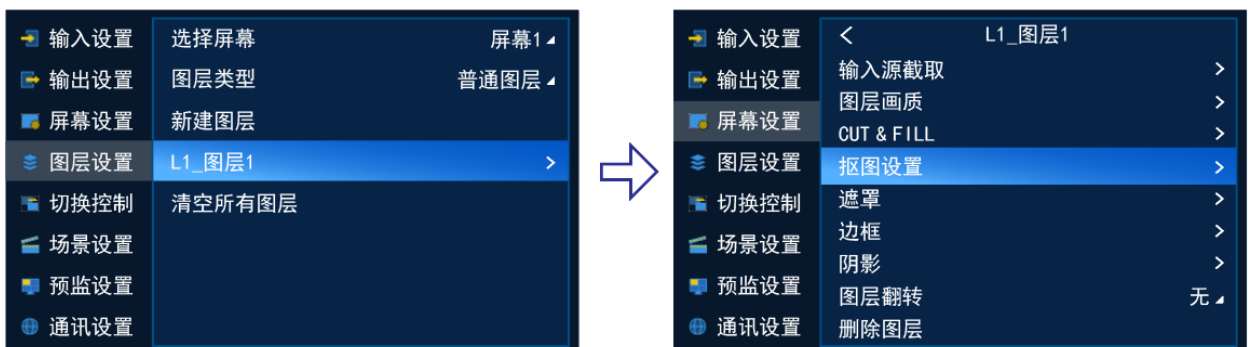 输入设置
输出设置
屏幕设置
图层设置
切换控制
场景设置
预监设置
通讯设置
选择屏幕 屏幕1
图层类型 普通图层
新建图层
L1_图层1 >
清空所有图层
输入设置
输出设置
屏幕设置
图层设置
切换控制
场景设置
预监设置
通讯设置
< L1_图层1
输入源截取 >
图层画质 >
CUT & FILL >
抠图设置 >
遮罩 >
边框 >
阴影 >
图层翻转 无
删除图层